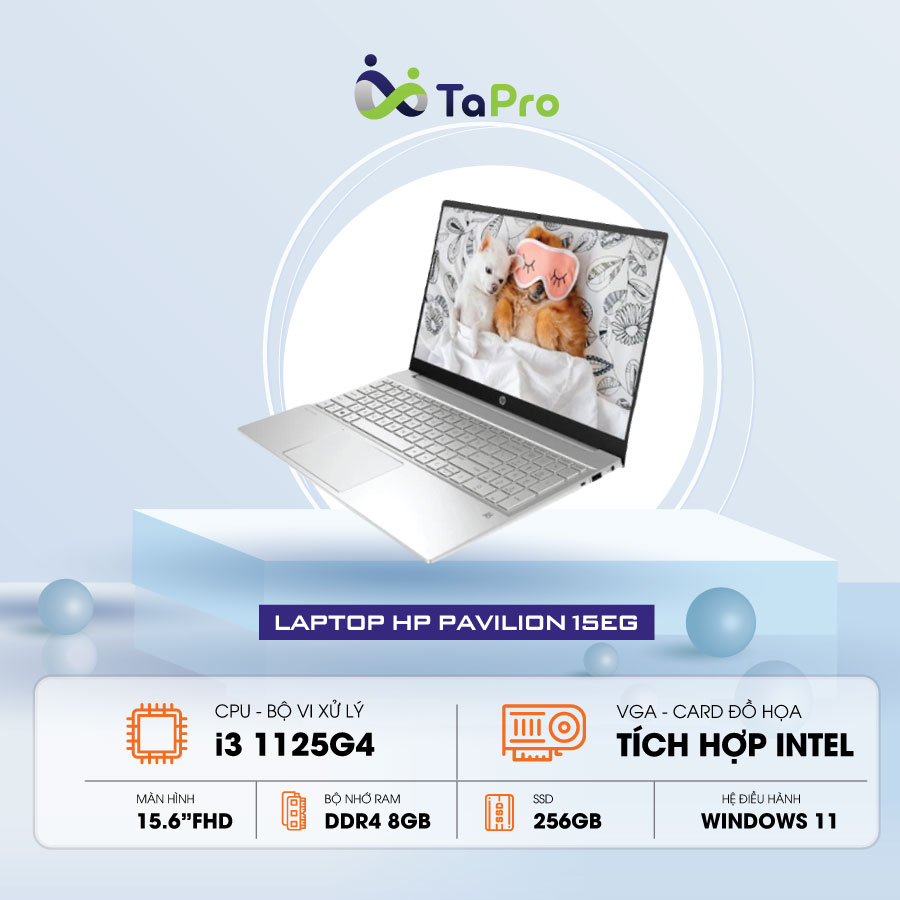 TaPro
LAPTOP HP PAVILION 15EG
CPU - BỘ VI XỬ LÝ
i3 1125G4
VGA - CARD ĐỒ HỌA
TÍCH HỢP INTEL
MÀN HÌNH
15.6”FHD
BỘ NHỚ RAM
DDR4 8GB
SSD
SSD
256GB
HỆ ĐIỀU HÀNH
WINDOWS 11